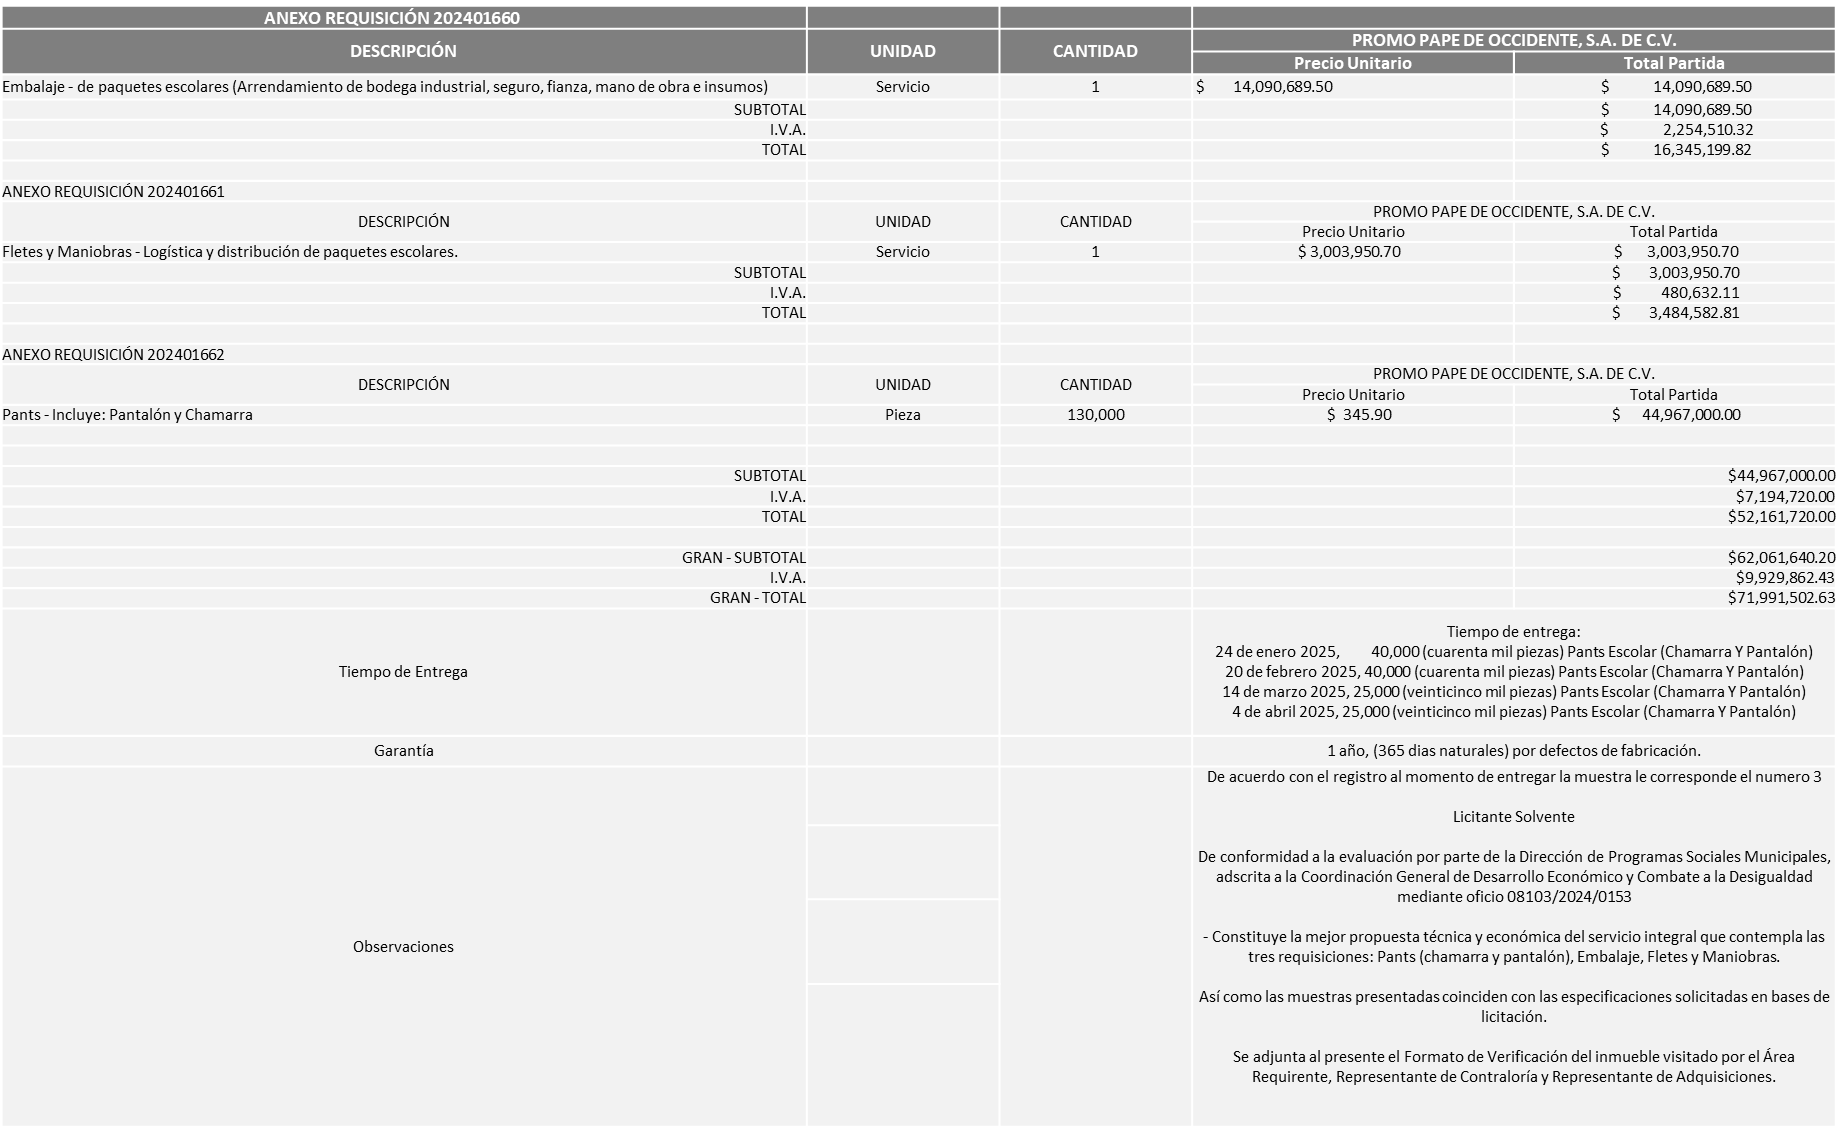 ANEXO REQUISICIÓN 202401660
DESCRIPCIÓN UNIDAD CANTIDAD PROMO PAPE DE OCCIDENTE, S.A. DE C.V.
Precio Unitario Total Partida
Embalaje - de paquetes escolares (Arrendamiento de bodega industrial, seguro, fianza, mano de obra e insumos) Servicio 1 $ 14,090,689.50 $ 14,090,689.50
SUBTOTAL $ 14,090,689.50
I.V.A. $ 2,254,510.32
TOTAL $ 16,345,199.82
ANEXO REQUISICIÓN 202401661
DESCRIPCIÓN UNIDAD CANTIDAD PROMO PAPE DE OCCIDENTE, S.A. DE C.V.
Precio Unitario Total Partida
Fletes y Maniobras - Logística y distribución de paquetes escolares. Servicio 1 $ 3,003,950.70 $ 3,003,950.70
SUBTOTAL $ 3,003,950.70
I.V.A. $ 480,632.11
TOTAL $ 3,484,582.81
ANEXO REQUISICIÓN 202401662
DESCRIPCIÓN UNIDAD CANTIDAD PROMO PAPE DE OCCIDENTE, S.A. DE C.V.
Precio Unitario Total Partida
Pants - Incluye: Pantalón y Chamarra Pieza 130,000 $ 345.90 $ 44,967,000.00
SUBTOTAL $44,967,000.00
I.V.A. $7,194,720.00
TOTAL $52,161,720.00
GRAN - SUBTOTAL $62,061,640.20
I.V.A. $9,929,862.43
GRAN - TOTAL $71,991,502.63
Tiempo de Entrega
Tiempo de entrega:
24 de enero 2025, 40,000 (cuarenta mil piezas) Pants Escolar (Chamarra Y Pantalón)
20 de febrero 2025, 40,000 (cuarenta mil piezas) Pants Escolar (Chamarra Y Pantalón)
14 de marzo 2025, 25,000 (veinticinco mil piezas) Pants Escolar (Chamarra Y Pantalón)
4 de abril 2025, 25,000 (veinticinco mil piezas) Pants Escolar (Chamarra Y Pantalón)
Garantía 1 año, (365 dias naturales) por defectos de fabricación.
Observaciones
De acuerdo con el registro al momento de entregar la muestra le corresponde el numero 3
Licitante Solvente
De conformidad a la evaluación por parte de la Dirección de Programas Sociales Municipales,
adscrita a la Coordinación General de Desarrollo Económico y Combate a la Desigualdad
mediante oficio 08103/2024/0153
- Constituye la mejor propuesta técnica y económica del servicio integral que contempla las
tres requisiciones: Pants (chamarra y pantalón), Embalaje, Fletes y Maniobras.
Así como las muestras presentadas coinciden con las especificaciones solicitadas en bases de
licitación.
Se adjunta al presente el Formato de Verificación del inmueble visitado por el Área
Requirente, Representante de Contraloría y Representante de Adquisiciones.